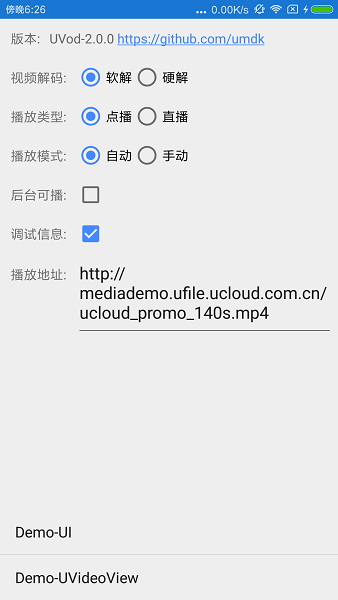 傍晚6:26 ... 0.00K/s
版本: UVod-2.0.0 https://github.com/umdk
视频解码: 软解 硬解
播放类型: 点播 直播
播放模式: 自动 手动
后台可播:
调试信息:
播放地址: http://
mediademo.ufile.ucloud.com.cn/
ucloud_promo_140s.mp4
Demo-UI
Demo-UVideoView